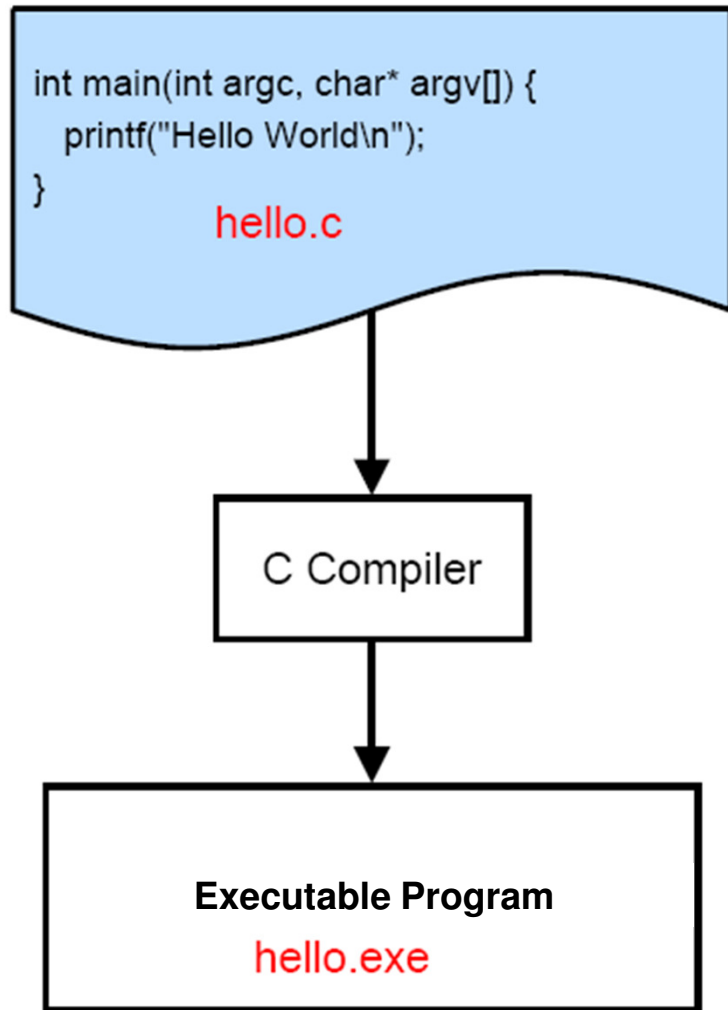 int main(int argc, char* argv[]) {
printf("Hello World\n");
}
hello.c
C Compiler
Executable Program
hello.exe